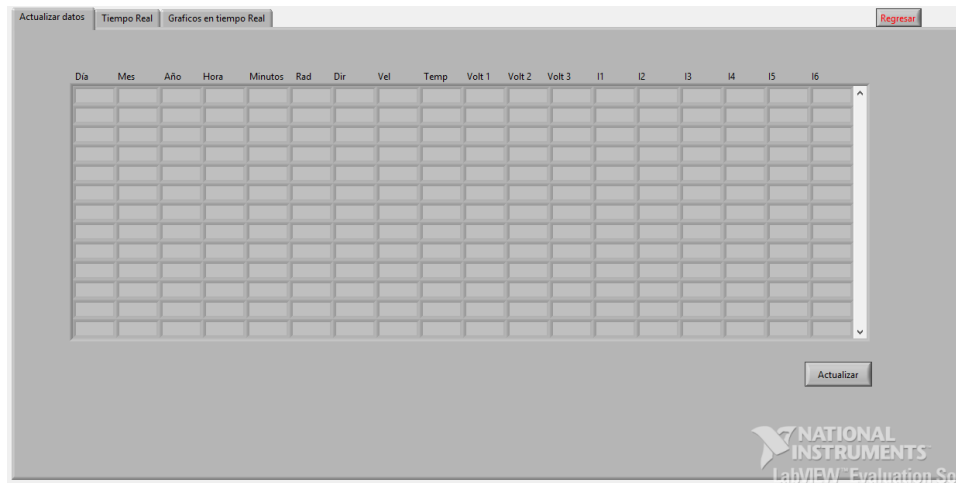 Actualizar datos Tiempo Real Graficos en tiempo Real Regresar
Día Mes Año Hora Minutos Rad Dir Vel Temp Volt 1 Volt 2 Volt 3 I1 I2 I3 I4 I5 I6
Actualizar
NATIONAL
INSTRUMENTS
LabVIEW™ Evaluation So